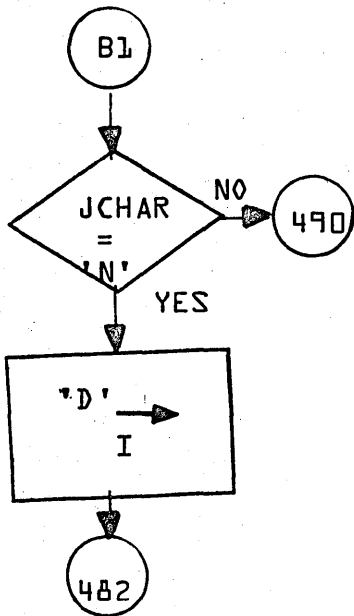 B1
JCHAR
=
'N'
NO
490
YES
'D'
I
482